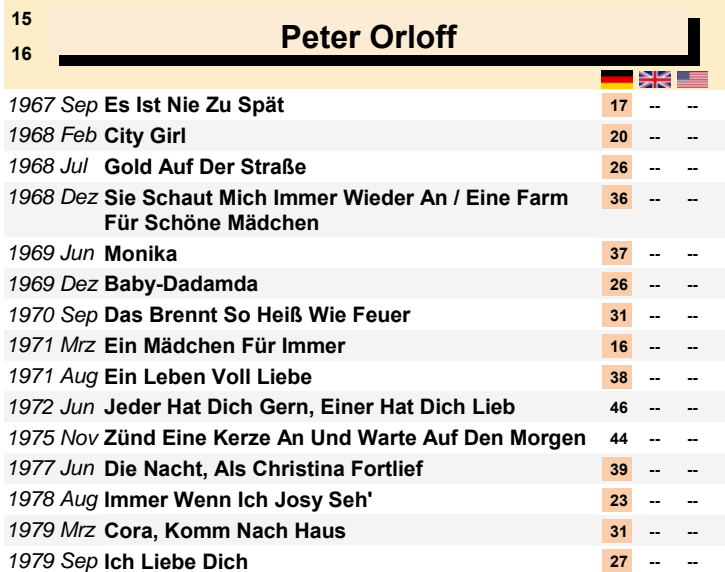 15
16
Peter Orloff
1967 Sep Es Ist Nie Zu Spät 17 -- --
1968 Feb City Girl 20 -- --
1968 Jul Gold Auf Der Straße 26 -- --
1968 Dez Sie Schaut Mich Immer Wieder An / Eine Farm 36 -- --
Für Schöne Mädchen
1969 Jun Monika 37 -- --
1969 Dez Baby-Dadamda 26 -- --
1970 Sep Das Brennt So Heiß Wie Feuer 31 -- --
1971 Mrz Ein Mädchen Für Immer 16 -- --
1971 Aug Ein Leben Voll Liebe 38 -- --
1972 Jun Jeder Hat Dich Gern, Einer Hat Dich Lieb 46 -- --
1975 Nov Zünd Eine Kerze An Und Warte Auf Den Morgen 44 -- --
1977 Jun Die Nacht, Als Christina Fortlief 39 -- --
1978 Aug Immer Wenn Ich Josy Seh' 23 -- --
1979 Mrz Cora, Komm Nach Haus 31 -- --
1979 Sep Ich Liebe Dich 27 -- --